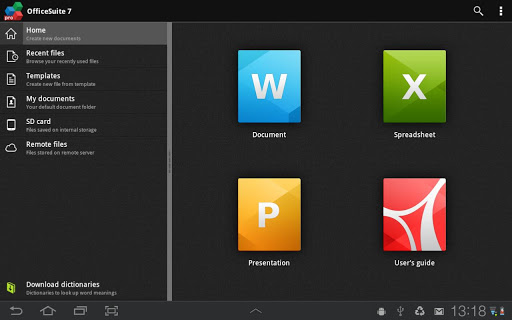 OfficeSuite 7
pro
Home
Create new documents
Recent files
Browse your recently used files
Templates
Create new file from template
My documents
Your default document folder
SD card
Files saved on internal storage
Remote files
Files stored on remote server
W
Document
X
Spreadsheet
P
Presentation
User's guide
Download dictionaries
Dictionaries to look up word meanings
13:18